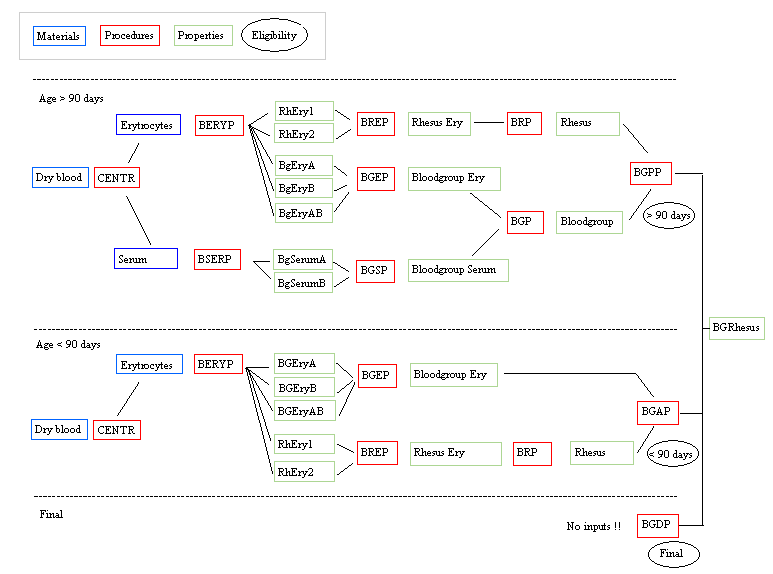 Materials
Procedures
Properties
Eligibility
Age > 90 days
Erytrocytes
BERYP
RhEry1
RhEry2
BREP
Rhesus Ery
BRP
Rhesus
Dry blood
CENTR
BgEryA
BgEryB
BgEryAB
BGEP
Bloodgroup Ery
BGPP
> 90 days
BGP
Bloodgroup
Serum
BSERP
BgSerumA
BgSerumB
BGSP
Bloodgroup Serum
BGRhesus
Age < 90 days
Erytrocytes
BERYP
BGEryA
BGEryB
BGEryAB
BGEP
Bloodgroup Ery
BGAP
< 90 days
Dry blood
CENTR
RhEry1
RhEry2
BREP
Rhesus Ery
BRP
Rhesus
Final
No inputs !!
BGDP
Final